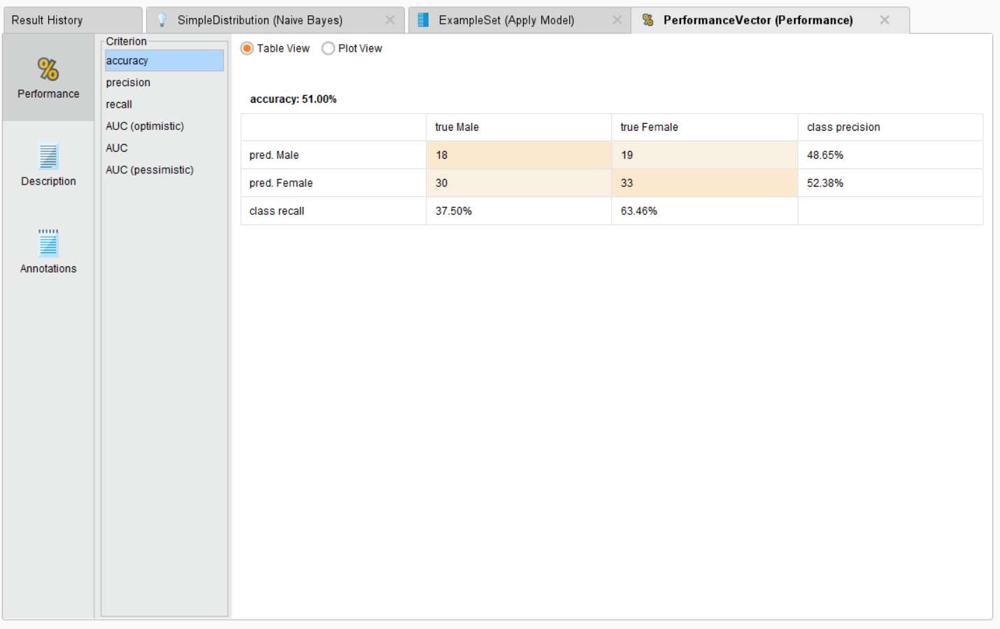 Result History
SimpleDistribution (Naive Bayes)
ExampleSet (Apply Model)
PerformanceVector (Performance)
%
Performance
Description
Annotations
Criterion
accuracy
precision
recall
AUC (optimistic)
AUC
AUC (pessimistic)
Table View Plot View
accuracy: 51.00%
true Male true Female class precision
pred. Male 18 19 48.65%
pred. Female 30 33 52.38%
class recall 37.50% 63.46%